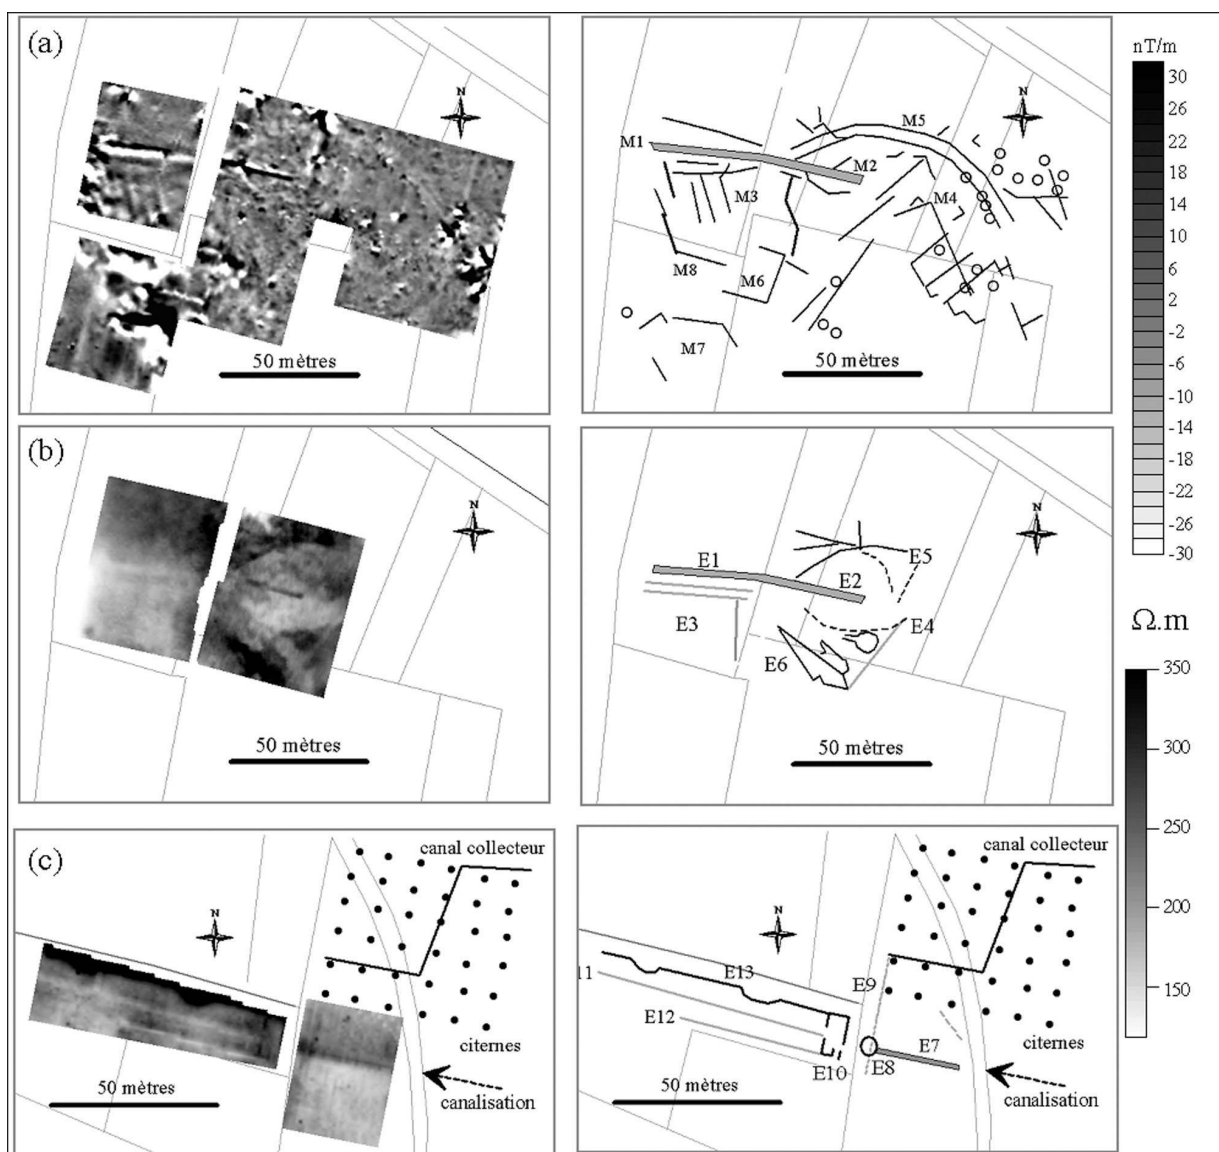 (a)
N
50 mètres
M1
M2
M3
M4
M5
M6
M7
M8
N
50 mètres
nT/m
30
26
22
18
14
10
6
2
-2
-6
-10
-14
-18
-22
-26
-30
(b)
N
50 mètres
E1
E2
E3
E4
E5
E6
N
50 mètres
Ω.m
350
300
250
200
150
(c)
N
canal collecteur
citernes
canalisation
50 mètres
N
canal collecteur
11
E13
E9
E12
E10
E8
E7
citernes
canalisation
50 mètres